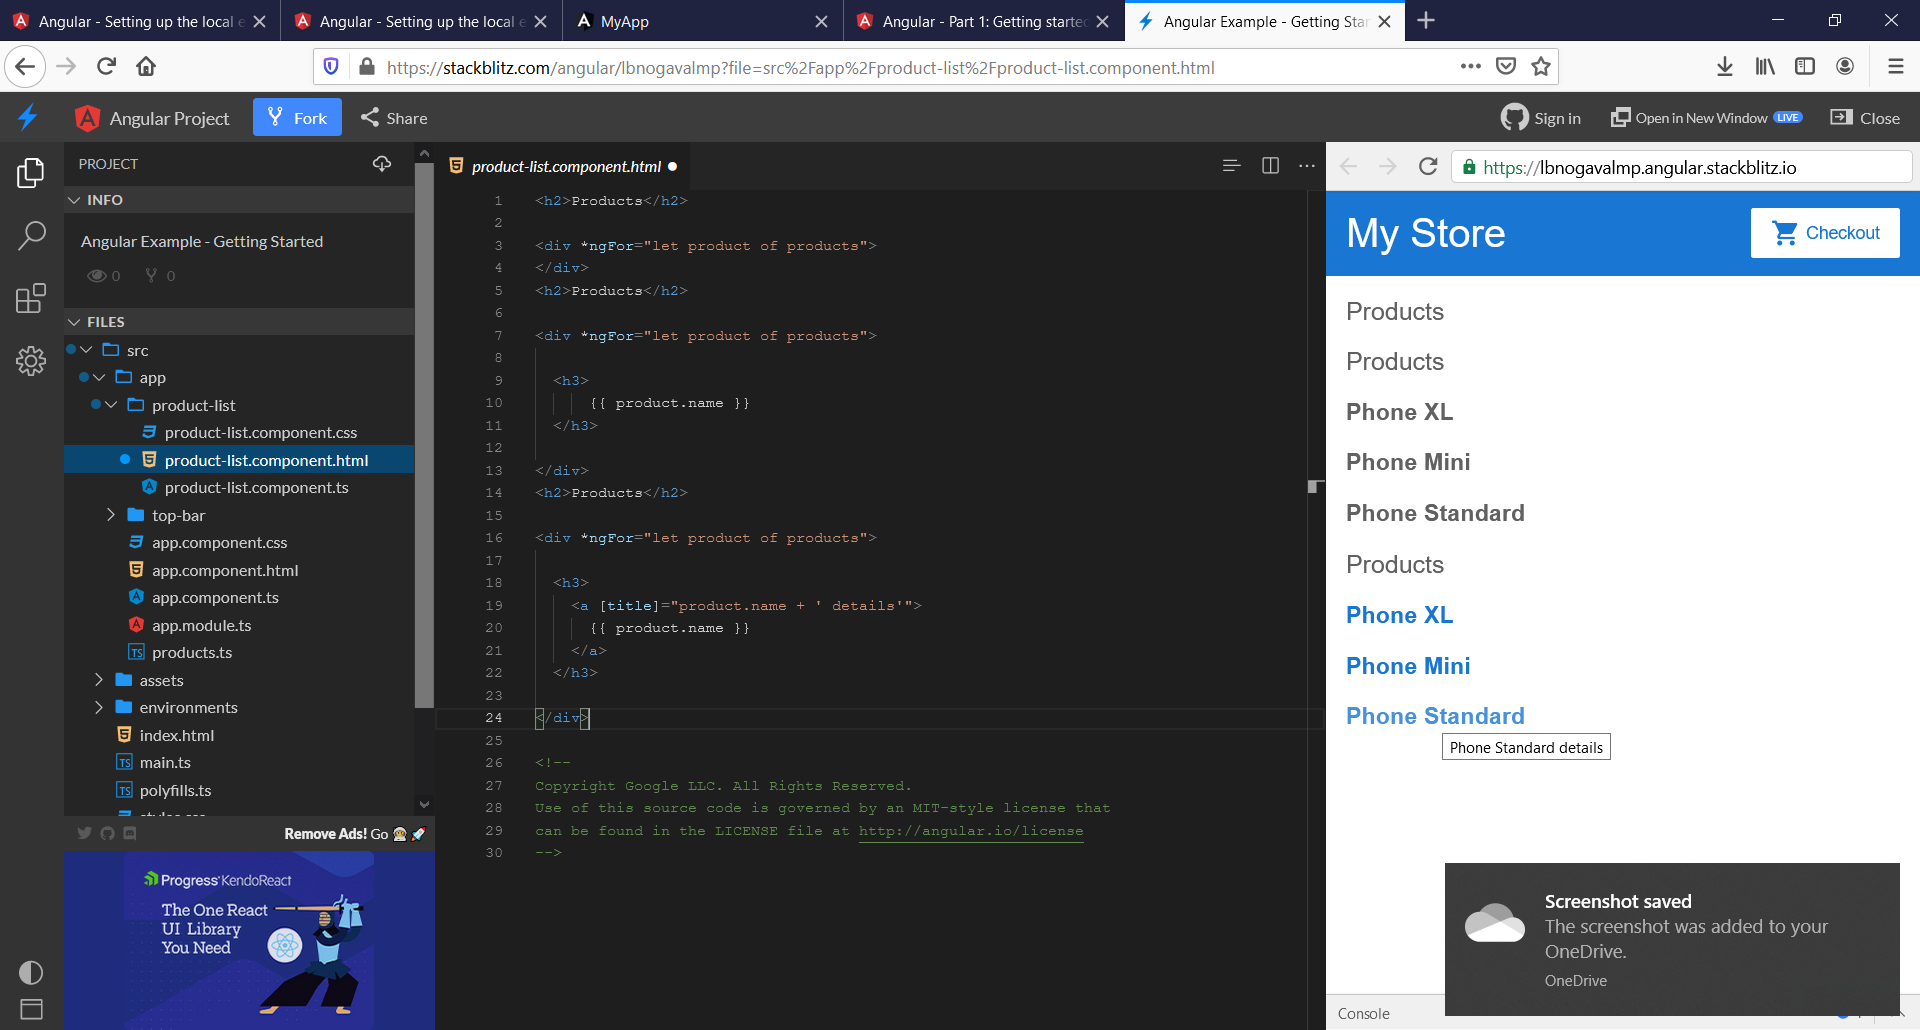 Angular - Setting up the local e
Angular - Setting up the local e
MyApp
Angular - Part 1: Getting started
Angular Example - Getting Star
https://stackblitz.com/angular/lbnogavalmp?file=src%2Fapp%2Fproduct-list%2Fproduct-list.component.html
Angular Project
Fork
Share
Sign in
Open in New Window LIVE
Close
PROJECT
INFO
Angular Example - Getting Started
0 0
FILES
src
app
product-list
product-list.component.css
product-list.component.html
product-list.component.ts
top-bar
app.component.css
app.component.html
app.component.ts
app.module.ts
TS products.ts
assets
environments
index.html
TS main.ts
TS polyfills.ts
Remove Ads! Go
Progress KendoReact
The One React
UI Library
You Need
product-list.component.html
1 <h2>Products</h2>
2
3 <div *ngFor="let product of products">
4 </div>
5 <h2>Products</h2>
6
7 <div *ngFor="let product of products">
8
9 <h3>
10 {{ product.name }}
11 </h3>
12
13 </div>
14 <h2>Products</h2>
15
16 <div *ngFor="let product of products">
17
18 <h3>
19 <a [title]="product.name + ' details'">
20 {{ product.name }}
21 </a>
22 </h3>
23
24 </div>
25
26 <!--
27 Copyright Google LLC. All Rights Reserved.
28 Use of this source code is governed by an MIT-style license that
29 can be found in the LICENSE file at http://angular.io/license
30 -->
https://lbnogavalmp.angular.stackblitz.io
My Store
Checkout
Products
Products
Phone XL
Phone Mini
Phone Standard
Products
Phone XL
Phone Mini
Phone Standard
Phone Standard details
Screenshot saved
The screenshot was added to your
OneDrive.
OneDrive
Console